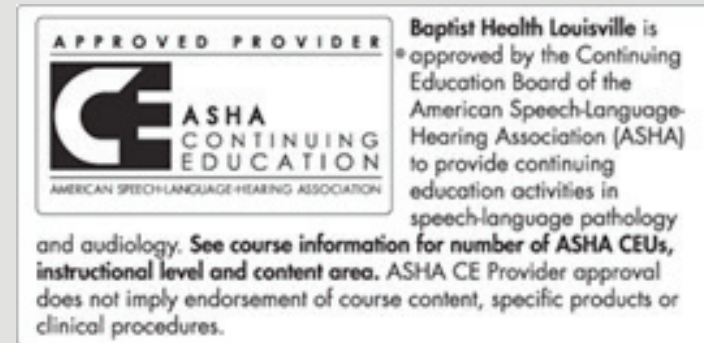 APPROVED PROVIDER
CE
ASHA
CONTINUING
EDUCATION
AMERICAN SPEECH-LANGUAGE-HEARING ASSOCIATION
®
Baptist Health Louisville is
approved by the Continuing
Education Board of the
American Speech-Language-
Hearing Association (ASHA)
to provide continuing
education activities in
speech-language pathology
and audiology. See course information for number of ASHA CEUs,
instructional level and content area. ASHA CE Provider approval
does not imply endorsement of course content, specific products or
clinical procedures.